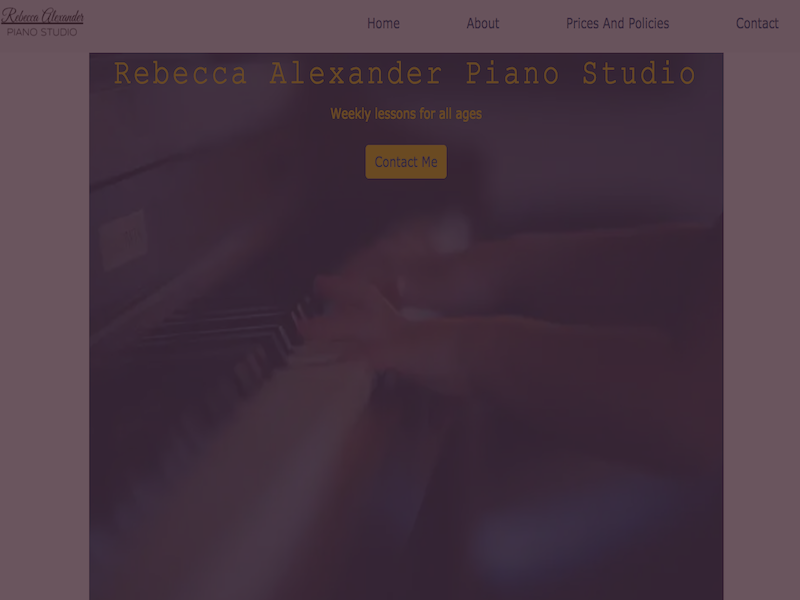 Rebecca Alexander
PIANO STUDIO
Home About Prices And Policies Contact
Rebecca Alexander Piano Studio
Weekly lessons for all ages
Contact Me